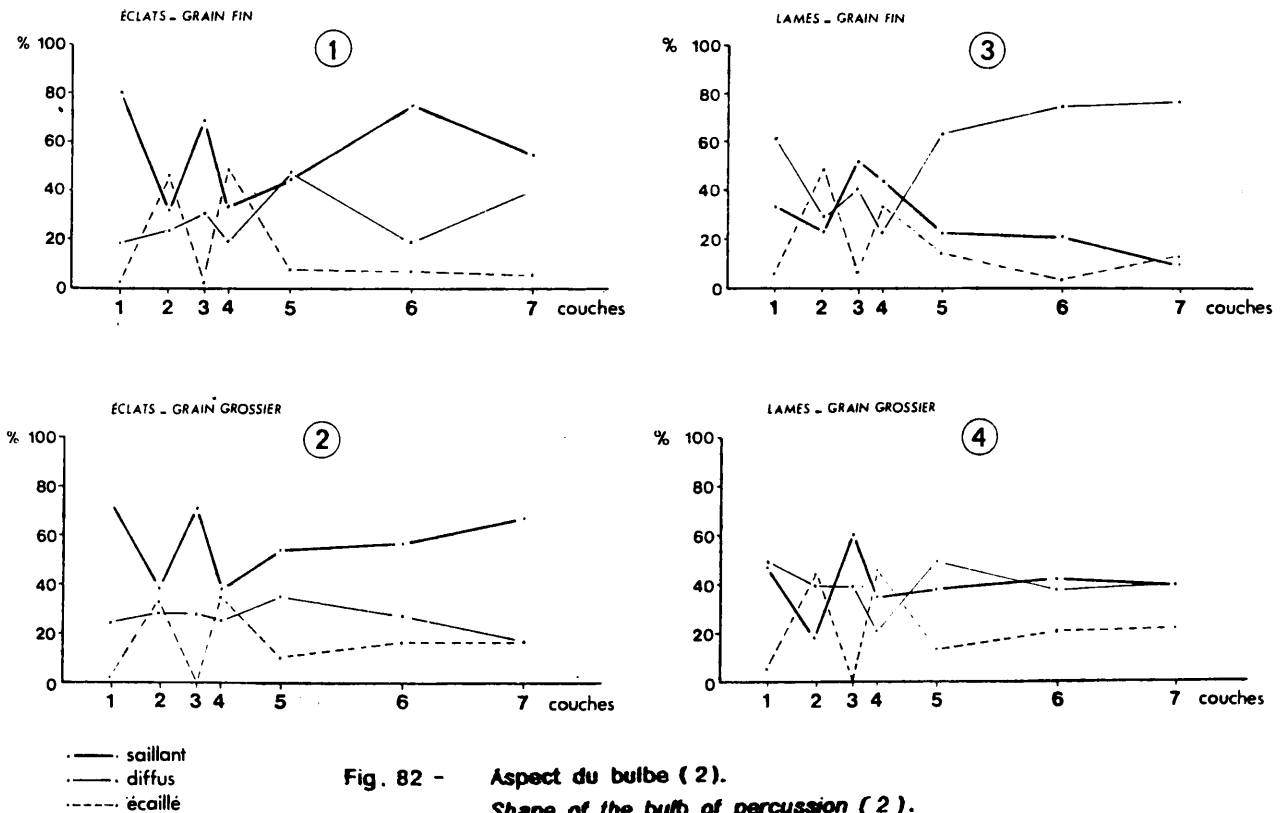 ÉCLATS - GRAIN FIN
1
% 100
80
60
40
20
0
1 2 3 4 5 6 7 couches
LAMES - GRAIN FIN
3
% 100
80
60
40
20
0
1 2 3 4 5 6 7 couches
ÉCLATS - GRAIN GROSSIER
2
% 100
80
60
40
20
0
1 2 3 4 5 6 7 couches
LAMES - GRAIN GROSSIER
4
% 100
80
60
40
20
0
1 2 3 4 5 6 7 couches
saillant
diffus
écaillé
Fig. 82 - Aspect du bulbe (2).
Shape of the bulb of percussion (2).